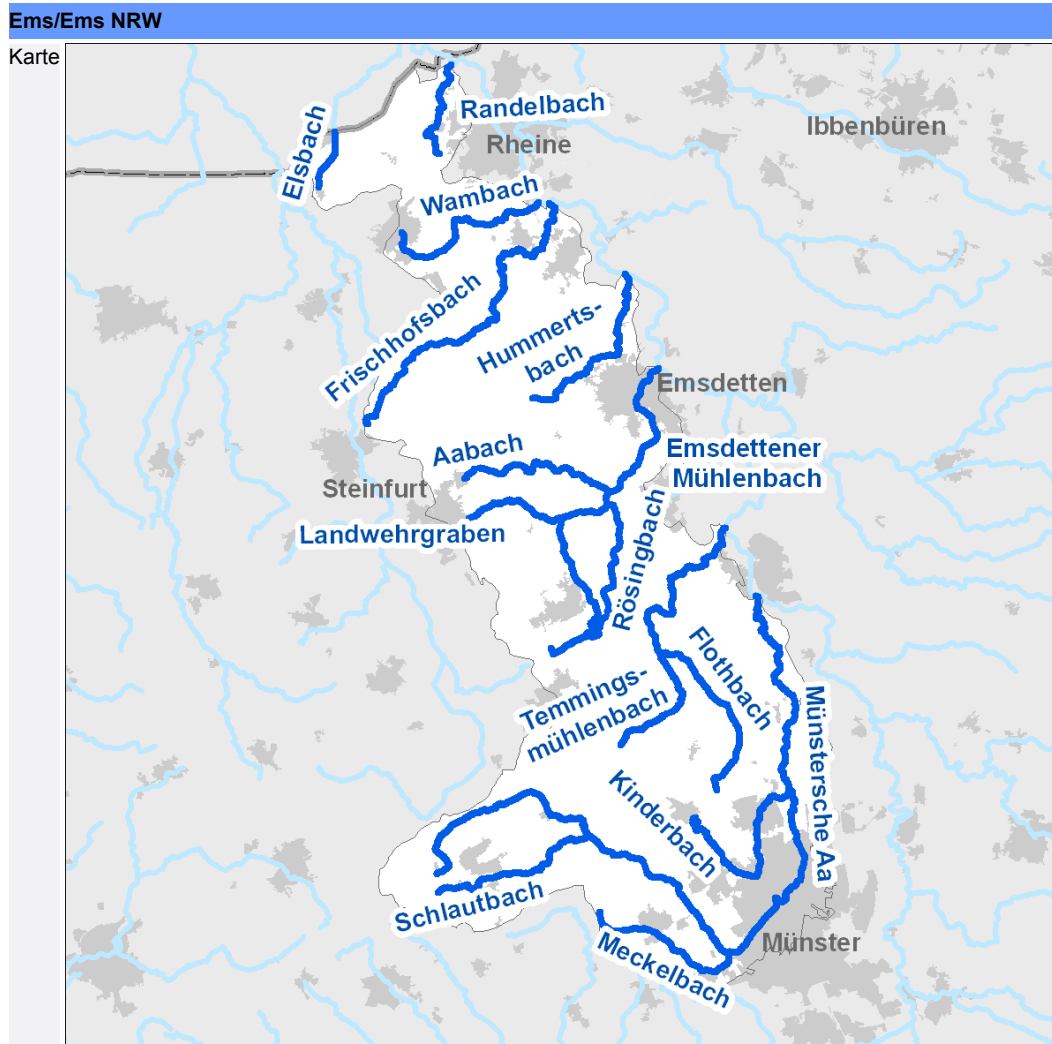 Ems/Ems NRW
Karte
Randelbach
Ibbenbüren
Rheine
Elsbach
Wambach
Frischhofsbach
Hummerts-
bach
Emsdetten
Aabach
Emsdettener
Mühlenbach
Steinfurt
Landwehrgraben
Rösingbach
Flothbach
Temmings-
mühlenbach
Münstersche Aa
Kinderbach
Schlautbach
Münster
Meckelbach